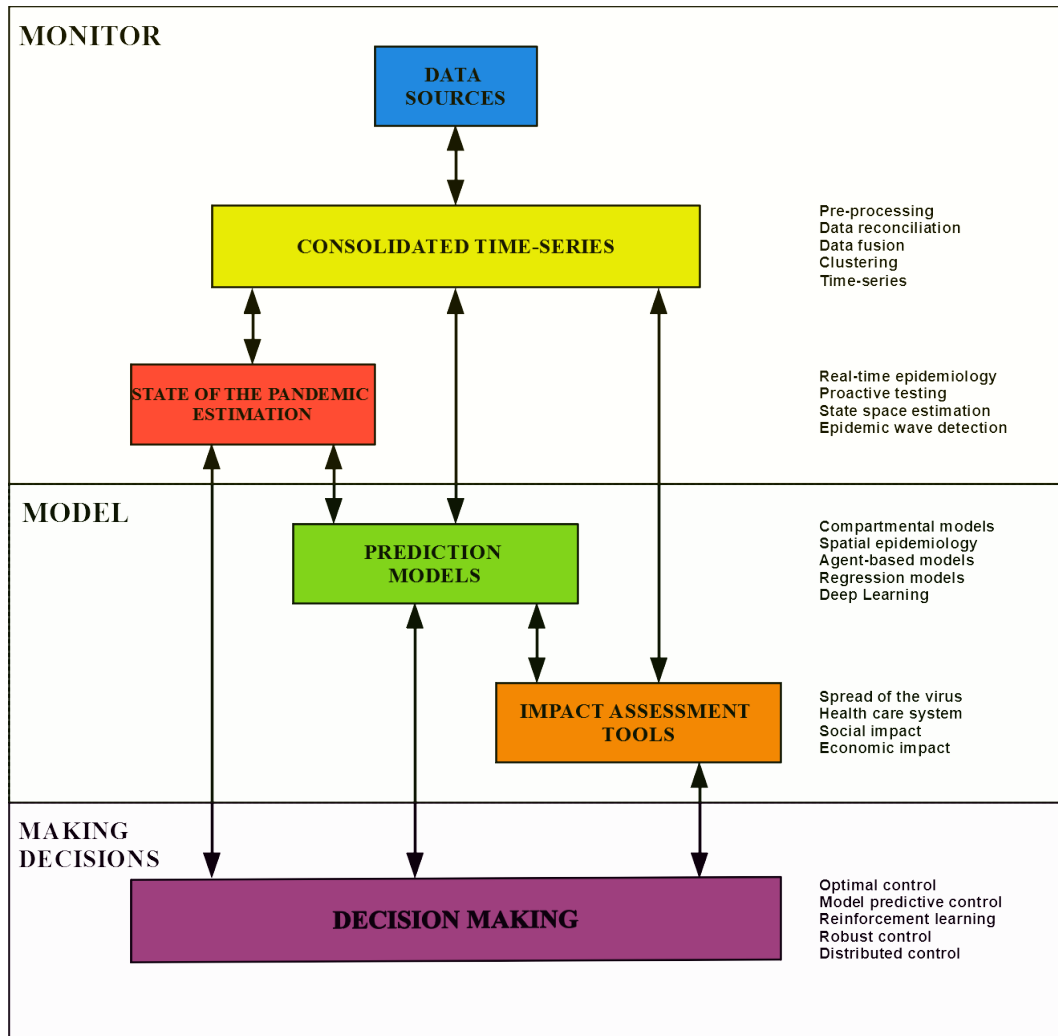 MONITOR
DATA
SOURCES
CONSOLIDATED TIME-SERIES
Pre-processing
Data reconciliation
Data fusion
Clustering
Time-series
STATE OF THE PANDEMIC
ESTIMATION
Real-time epidemiology
Proactive testing
State space estimation
Epidemic wave detection
MODEL
PREDICTION
MODELS
Compartmental models
Spatial epidemiology
Agent-based models
Regression models
Deep Learning
IMPACT ASSESSMENT
TOOLS
Spread of the virus
Health care system
Social impact
Economic impact
MAKING
DECISIONS
DECISION MAKING
Optimal control
Model predictive control
Reinforcement learning
Robust control
Distributed control